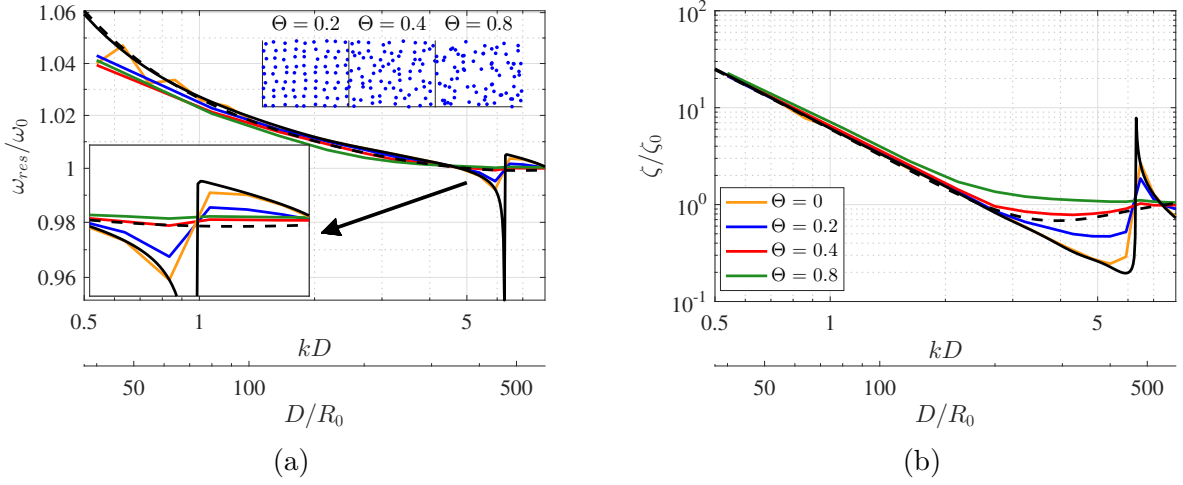 1.06
1.04
1.02
1
0.98
0.96
ω_res/ω_0
Θ = 0.2 Θ = 0.4 Θ = 0.8
0.5 1 5
kD
50 100 500
D/R_0
(a)
10^2
10^1
10^0
10^-1
ζ/ζ_0
Θ = 0
Θ = 0.2
Θ = 0.4
Θ = 0.8
0.5 1 5
kD
50 100 500
D/R_0
(b)